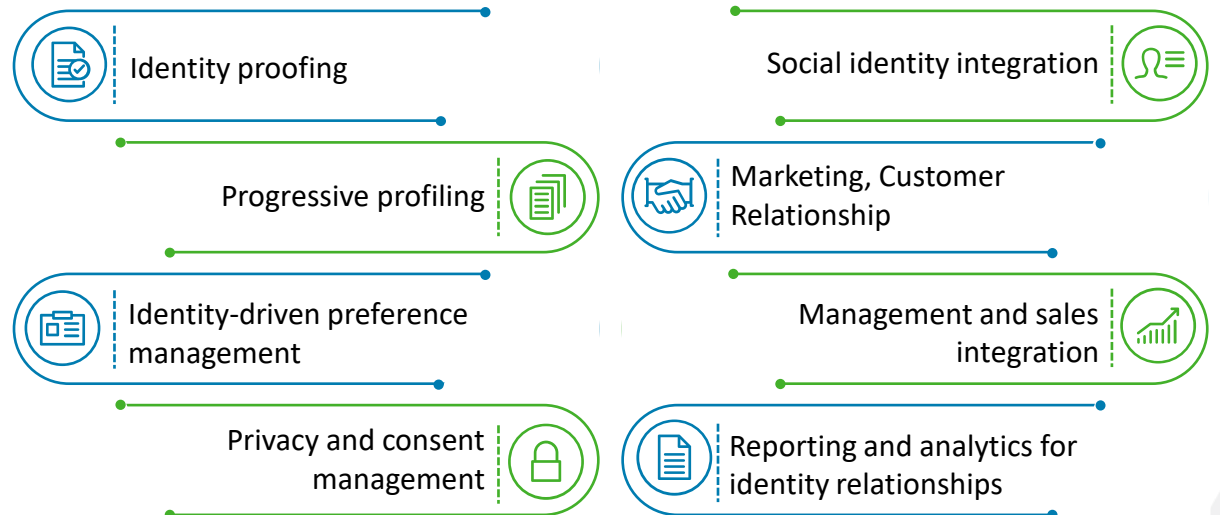 Identity proofing
Progressive profiling
Identity-driven preference
management
Privacy and consent
management
Social identity integration
Marketing, Customer
Relationship
Management and sales
integration
Reporting and analytics for
identity relationships